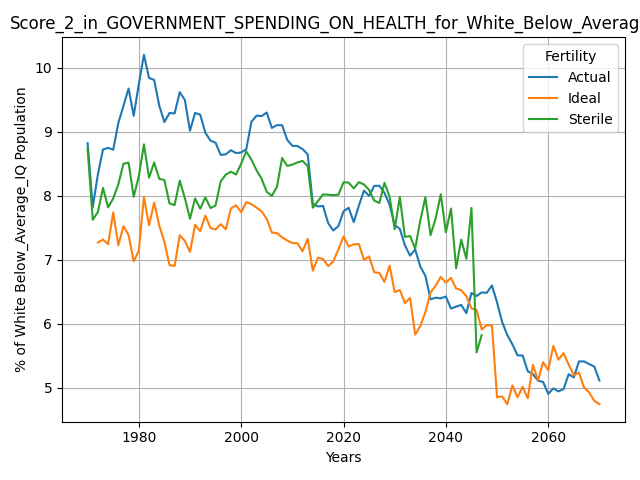 Score_2_in_GOVERNMENT_SPENDING_ON_HEALTH_for_White_Below_Averag
% of White Below_Average_IQ Population
10
9
8
7
6
5
Fertility
Actual
Ideal
Sterile
1980 2000 2020 2040 2060
Years